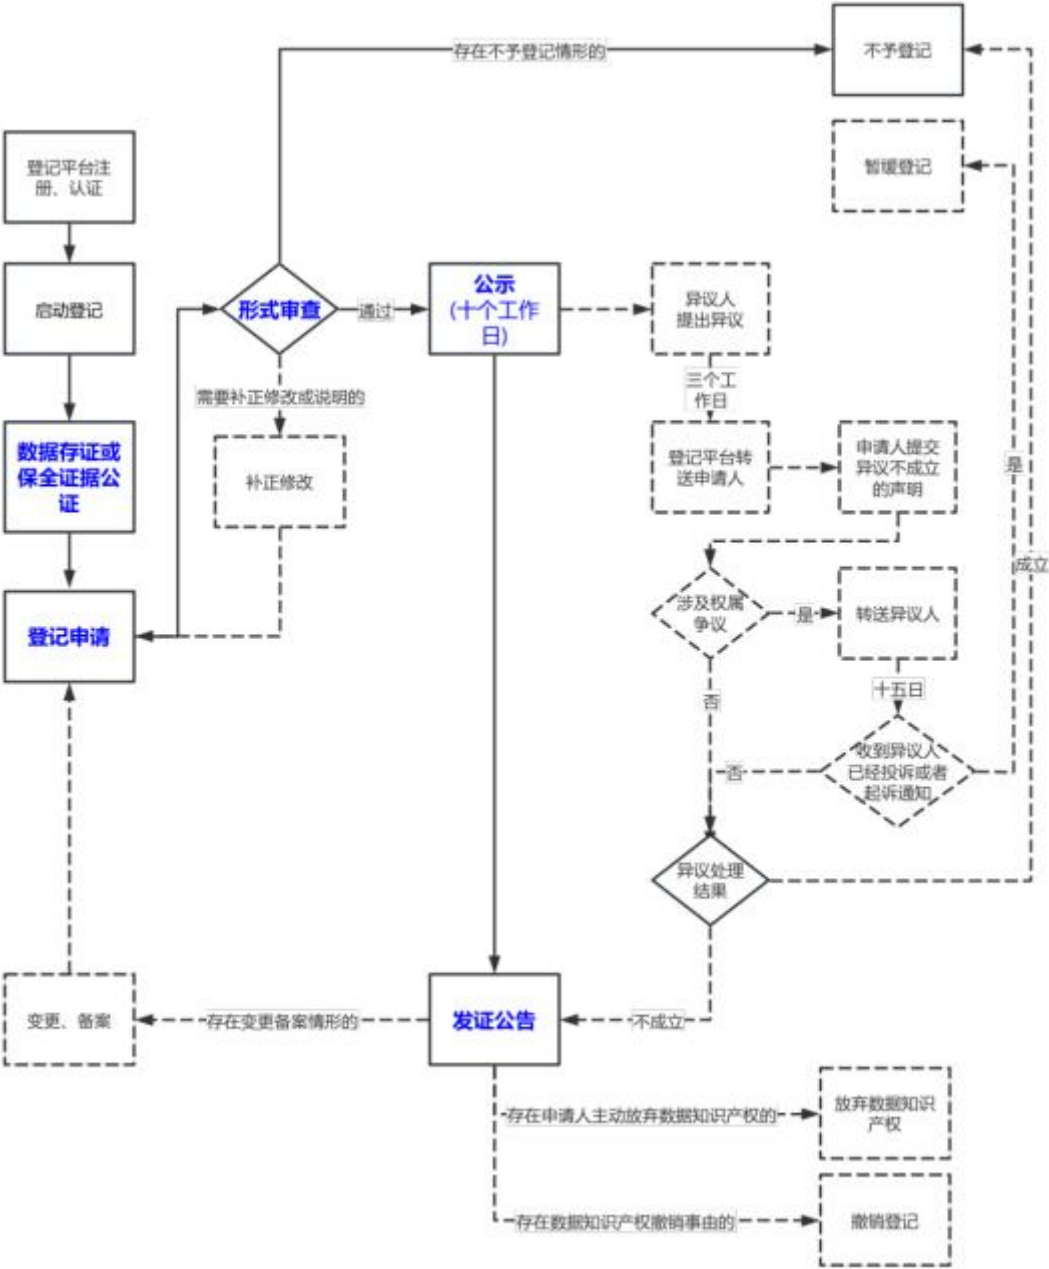 存在不予登记情形的
不予登记
登记平台注
册、认证
暂缓登记
启动登记
形式审查
通过
公示
(十个工作
日)
异议人
提出异议
需要补正修改或说明的
三个工
作日
数据存证或
保全证据公
证
补正修改
登记平台转
送申请人
申请人提交
异议不成立
的声明
是
成立
登记申请
涉及权属
争议
是
转送异议人
否
十五日
否
收到异议人
已经投诉或者
起诉通知
异议处理
结果
变更、备案
存在变更备案情形的
发证公告
不成立
存在申请人主动放弃数据知识产权的
放弃数据知识
产权
存在数据知识产权撤销事由的
撤销登记